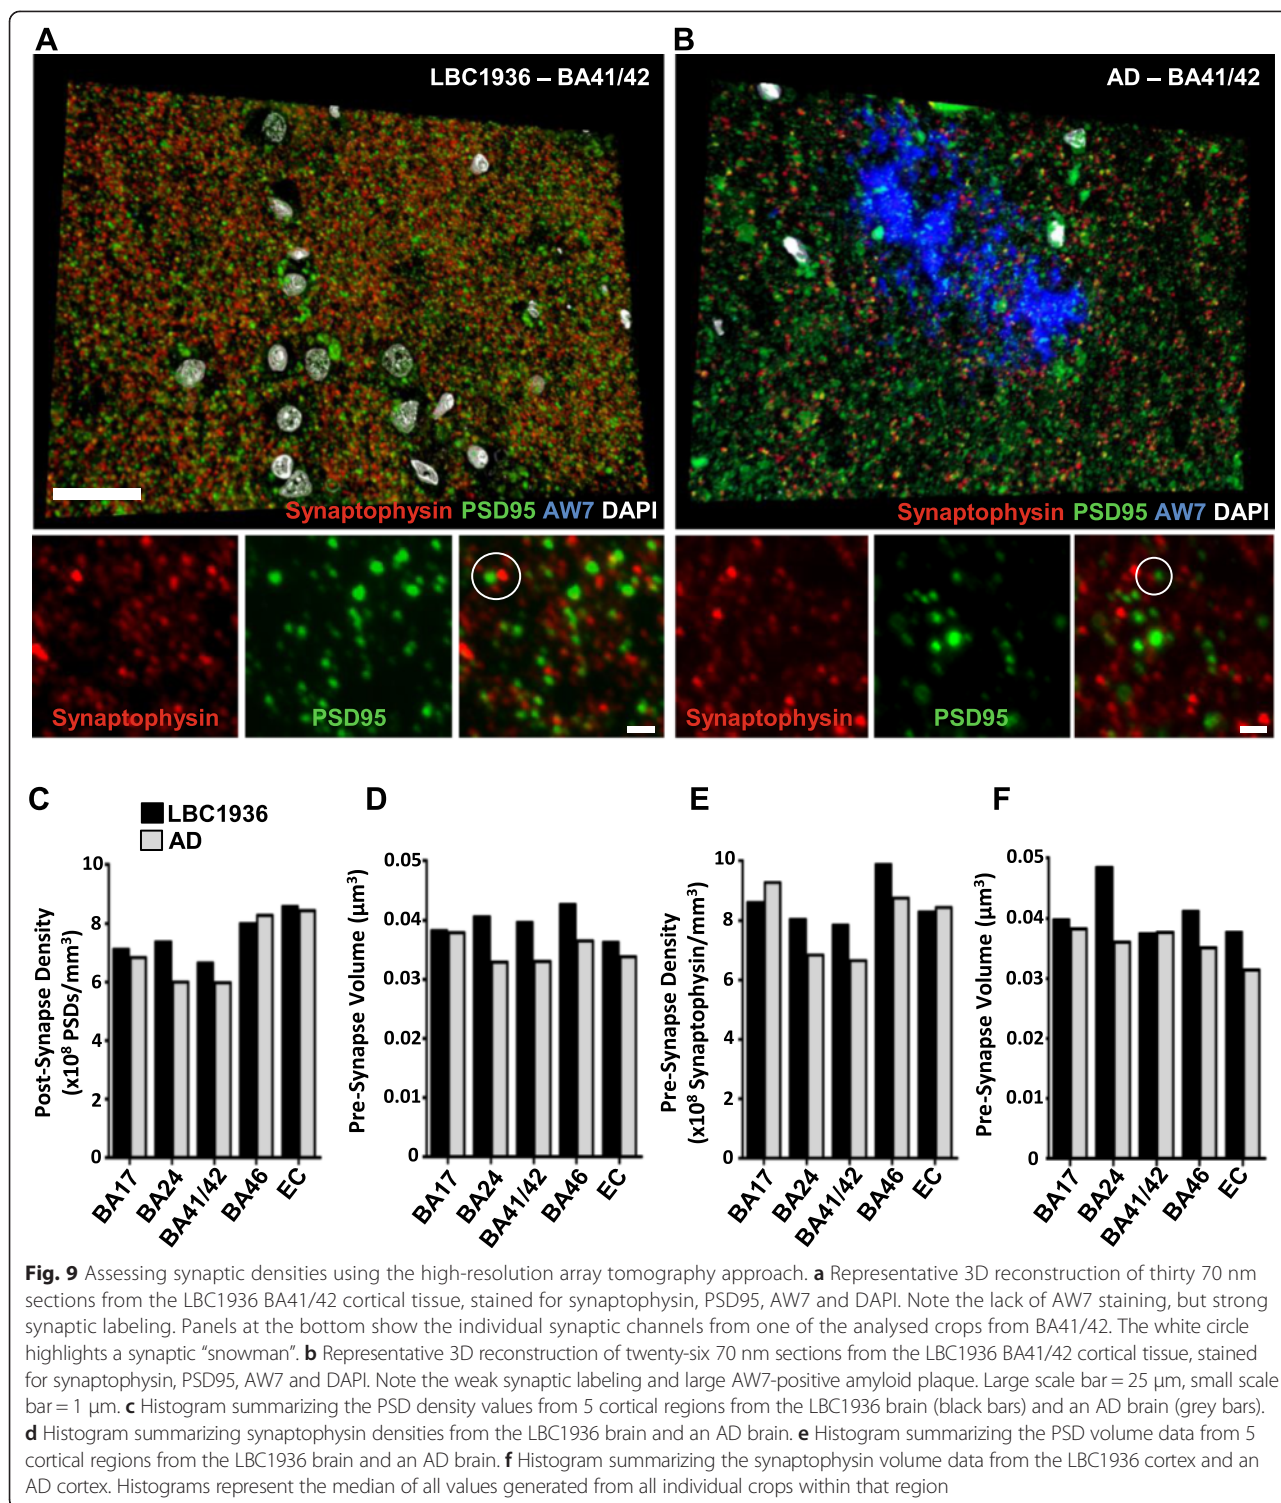 A
B
LBC1936 – BA41/42
AD – BA41/42
Synaptophysin PSD95 AW7 DAPI
Synaptophysin PSD95 AW7 DAPI
Synaptophysin
PSD95
Synaptophysin
PSD95
C
LBC1936
AD
Post-Synapse Density
(x10⁸ PSDs/mm³)
10
8
6
4
2
0
BA17
BA24
BA41/42
BA46
EC
D
Pre-Synapse Volume (µm³)
0.05
0.04
0.03
0.02
0.01
0
BA17
BA24
BA41/42
BA46
EC
E
Pre-Synapse Density
(x10⁸ Synaptophysin/mm³)
10
8
6
4
2
0
BA17
BA24
BA41/42
BA46
EC
F
Pre-Synapse Volume (µm³)
0.05
0.04
0.03
0.02
0.01
0
BA17
BA24
BA41/42
BA46
EC
Fig. 9 Assessing synaptic densities using the high-resolution array tomography approach. a Representative 3D reconstruction of thirty 70 nm
sections from the LBC1936 BA41/42 cortical tissue, stained for synaptophysin, PSD95, AW7 and DAPI. Note the lack of AW7 staining, but strong
synaptic labeling. Panels at the bottom show the individual synaptic channels from one of the analysed crops from BA41/42. The white circle
highlights a synaptic “snowman”. b Representative 3D reconstruction of twenty-six 70 nm sections from the LBC1936 BA41/42 cortical tissue, stained
for synaptophysin, PSD95, AW7 and DAPI. Note the weak synaptic labeling and large AW7-positive amyloid plaque. Large scale bar = 25 µm, small scale
bar = 1 µm. c Histogram summarizing the PSD density values from 5 cortical regions from the LBC1936 brain (black bars) and an AD brain (grey bars).
d Histogram summarizing synaptophysin densities from the LBC1936 brain and an AD brain. e Histogram summarizing the PSD volume data from 5
cortical regions from the LBC1936 brain and an AD brain. f Histogram summarizing the synaptophysin volume data from the LBC1936 cortex and an
AD cortex. Histograms represent the median of all values generated from all individual crops within that region